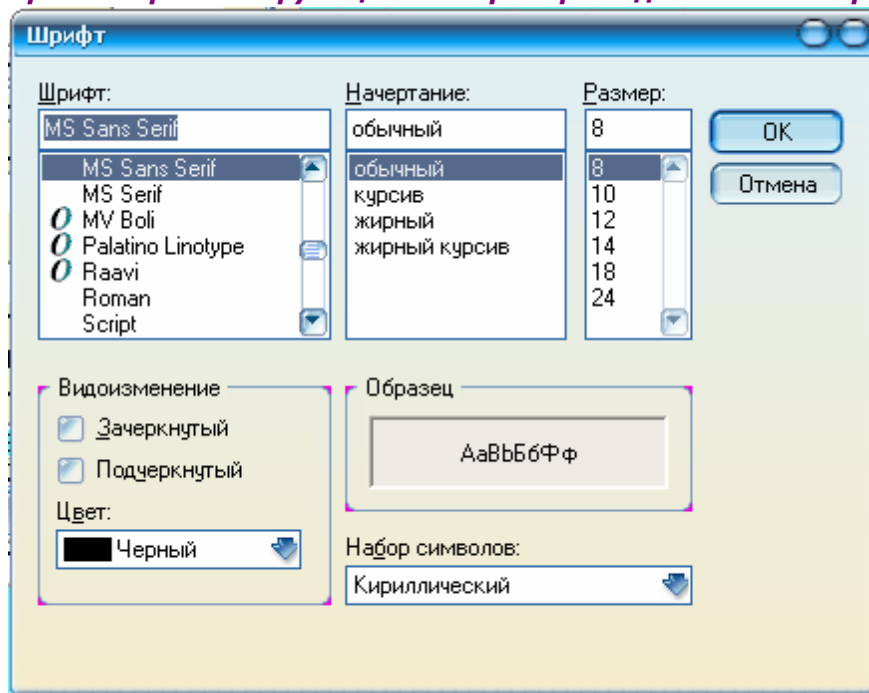 Шрифт
Шрифт:
MS Sans Serif
MS Sans Serif
MS Serif
MV Boli
Palatino Linotype
Raavi
Roman
Script
Начертание:
обычный
обычный
курсив
жирный
жирный курсив
Размер:
8
8
10
12
14
18
24
OK
Отмена
Видоизменение
Зачеркнутый
Подчеркнутый
Цвет:
Черный
Образец
АаВbБбФф
Набор символов:
Кириллический